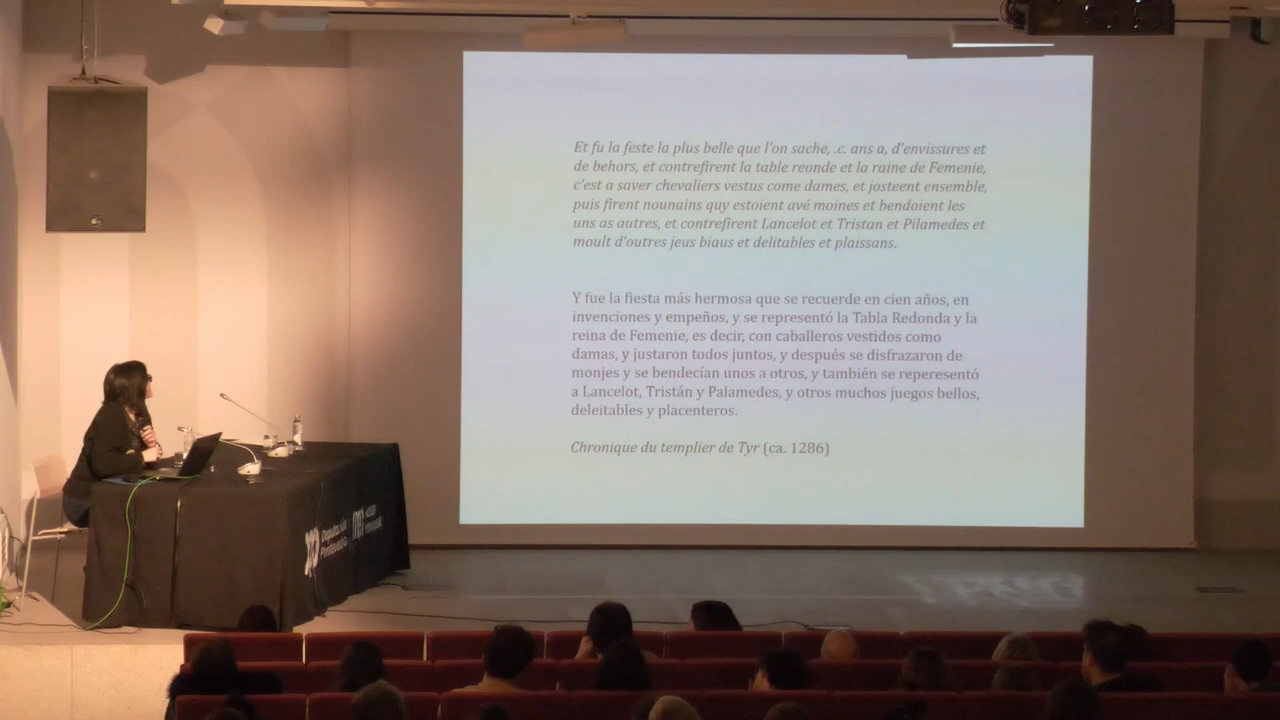 Et fu la feste la plus belle que l'on sache, .c. ans a, d'envissures et
de behors, et contrefirent la table reonde et la raine de Femenie,
c'est a saver chevaliers vestus come dames, et josteent ensemble,
puis firent nounains quy estoient avé moines et bendoient les
uns as autres, et contrefirent Lancelot et Tristan et Pilamedes et
moult d'outres jeus biaus et delitables et plaissans.
Y fue la fiesta más hermosa que se recuerde en cien años, en
invenciones y empeños, y se representó la Tabla Redonda y la
reina de Femenie, es decir, con caballeros vestidos como
damas, y justaron todos juntos, y después se disfrazaron de
monjes y se bendecían unos a otros, y también se reperesentó
a Lancelot, Tristán y Palamedes, y otros muchos juegos bellos,
deleitables y placenteros.
Chronique du templier de Tyr (ca. 1286)
Deputación
Pontevedra